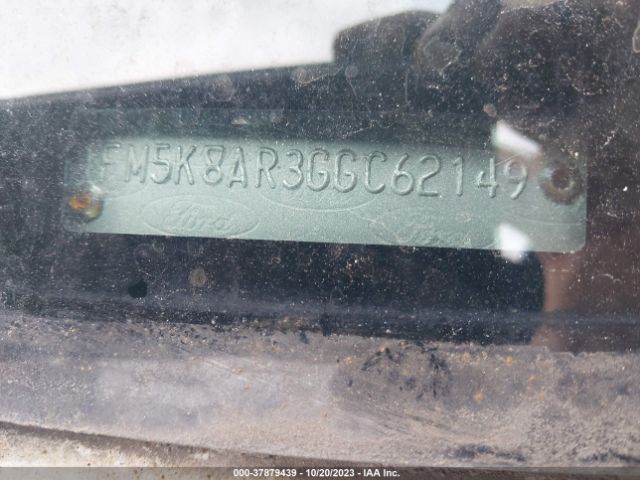 FM5K8AR3GGC62149
Ford
000-37879439 - 10/20/2023 - IAA Inc.